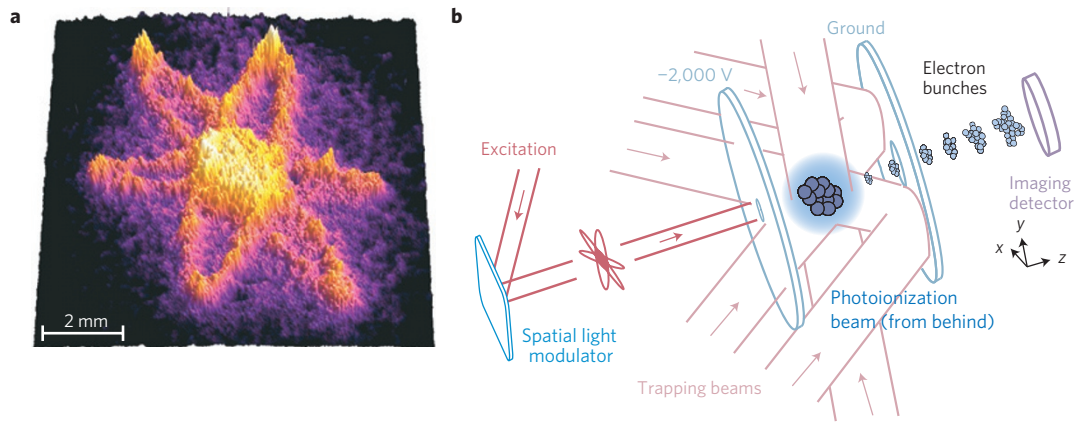 a
2 mm
b
Excitation
Spatial light
modulator
−2,000 V
Ground
Electron
bunches
Imaging
detector
y
x
z
Photoionization
beam (from behind)
Trapping beams